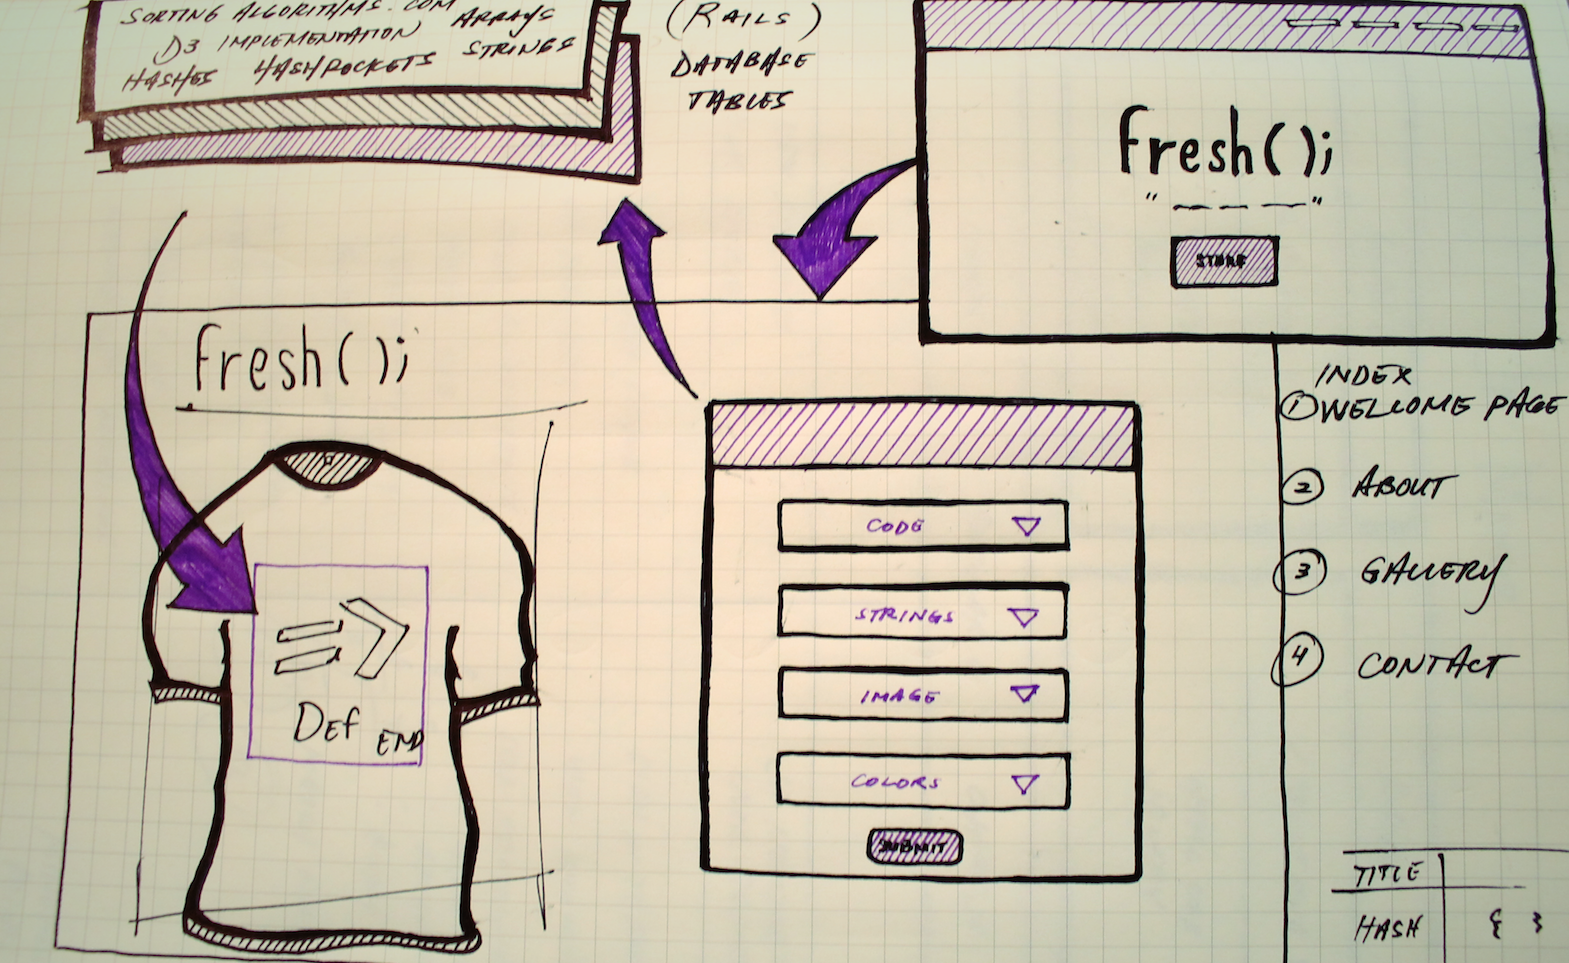 SORTING ALGORITHMS.COM
D3 IMPLEMENTATION ARRAYS
HASHES HASHROCKETS STRINGS
(RAILS)
DATABASE
TABLES
fresh();
"— — —"
STORE
fresh();
=>
DEf END
CODE
STRINGS
IMAGE
COLORS
SUBMIT
INDEX
1 WELCOME PAGE
2 ABOUT
3 GALLERY
4 CONTACT
TITLE
HASH { }